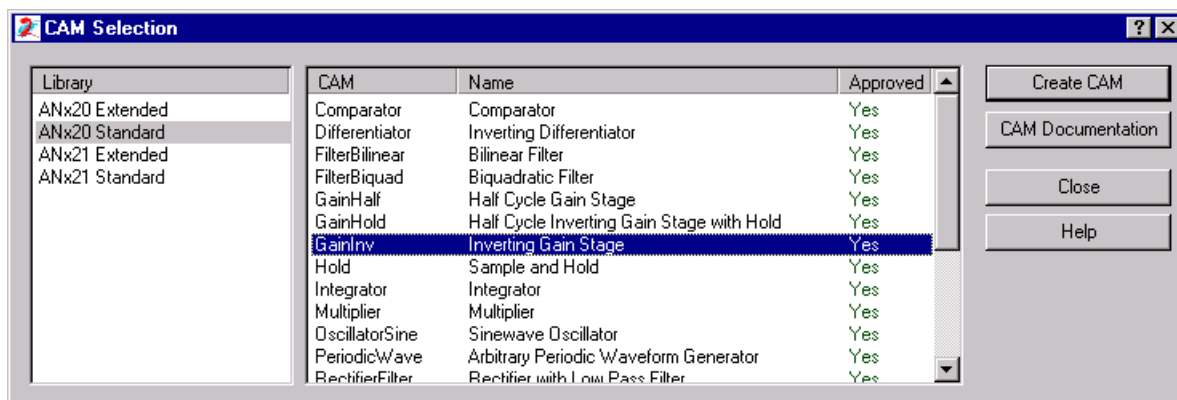 CAM Selection
Library
ANx20 Extended
ANx20 Standard
ANx21 Extended
ANx21 Standard
CAM Name Approved
Comparator Comparator Yes
Differentiator Inverting Differentiator Yes
FilterBilinear Bilinear Filter Yes
FilterBiquad Biquadratic Filter Yes
GainHalf Half Cycle Gain Stage Yes
GainHold Half Cycle Inverting Gain Stage with Hold Yes
GainInv Inverting Gain Stage Yes
Hold Sample and Hold Yes
Integrator Integrator Yes
Multiplier Multiplier Yes
OscillatorSine Sinewave Oscillator Yes
PeriodicWave Arbitrary Periodic Waveform Generator Yes
RectifierFilter Rectifier with Low Pass Filter Yes
Create CAM
CAM Documentation
Close
Help